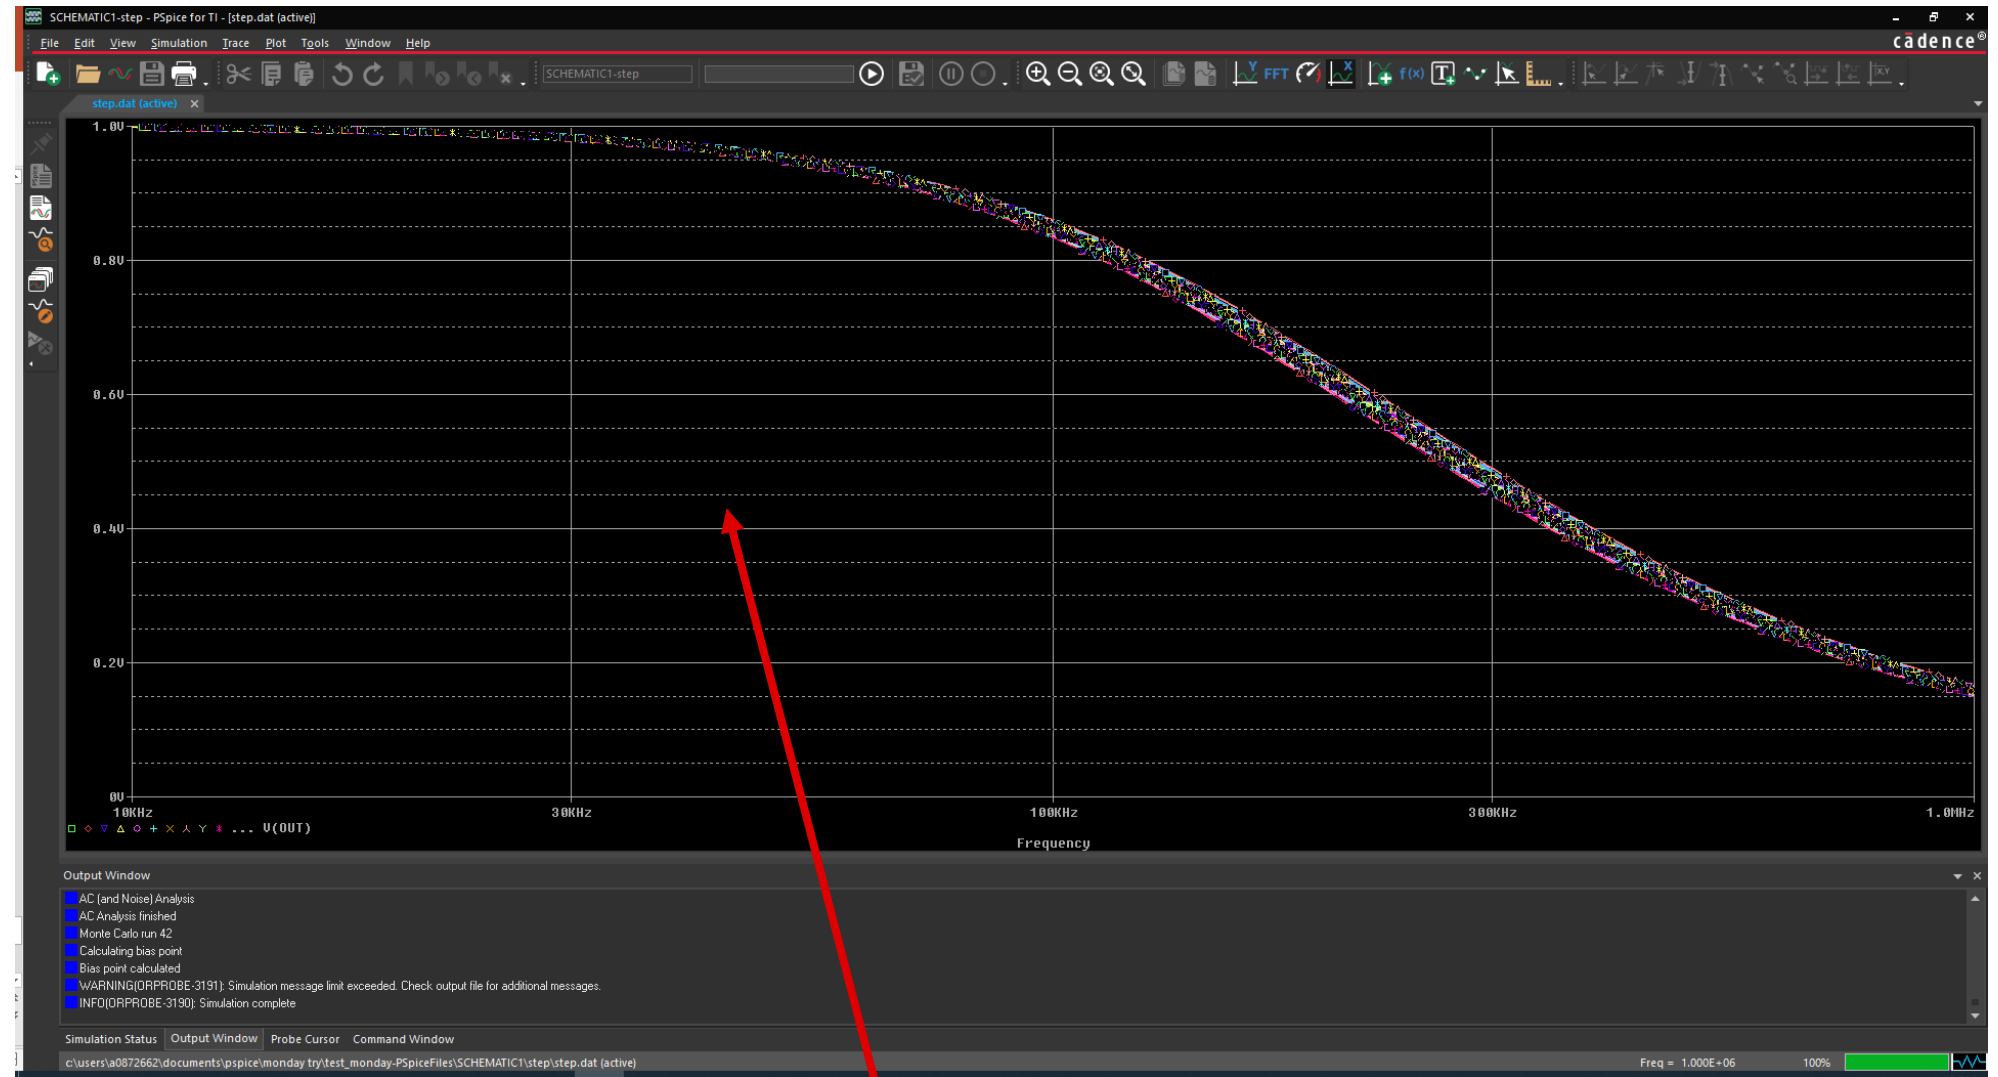 SCHEMATIC1-step - PSpice for TI - [step.dat (active)]
File Edit View Simulation Trace Plot Tools Window Help
cādence®
SCHEMATIC1-step
FFT
f(x)
step.dat (active)
1.0V
0.8V
0.6V
0.4V
0.2V
0V
10KHz 30KHz 100KHz 300KHz 1.0MHz
... V(OUT)
Frequency
Output Window
AC (and Noise) Analysis
AC Analysis finished
Monte Carlo run 42
Calculating bias point
Bias point calculated
WARNING(ORPROBE-3191): Simulation message limit exceeded. Check output file for additional messages.
INFO(ORPROBE-3190): Simulation complete
Simulation Status Output Window Probe Cursor Command Window
c:\users\a0872662\documents\pspice\monday try\test_monday-PSpiceFiles\SCHEMATIC1\step\step.dat (active) Freq = 1.000E+06 100%